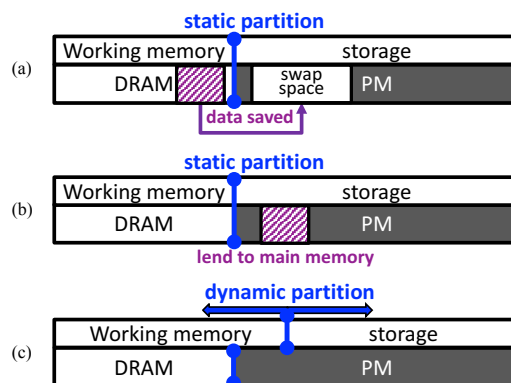 static partition
Working memory storage
(a)
DRAM swap space PM
data saved
static partition
Working memory storage
(b)
DRAM PM
lend to main memory
dynamic partition
Working memory storage
(c)
DRAM PM